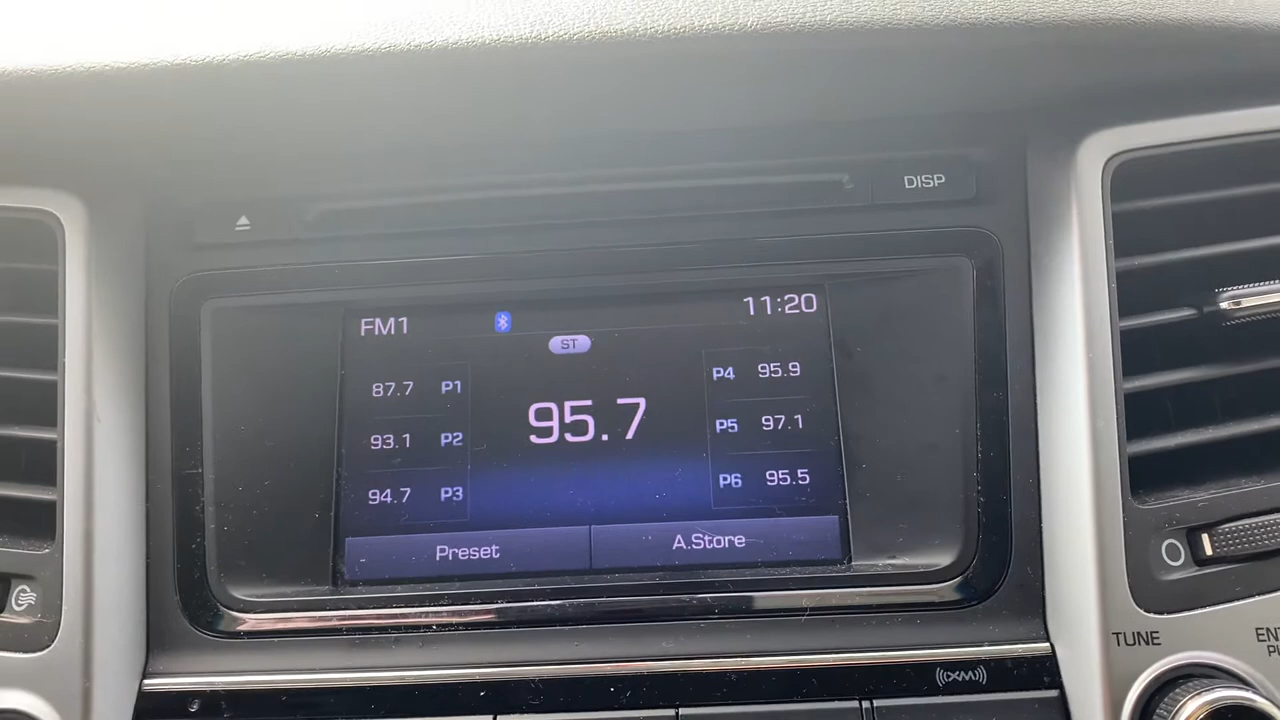 DISP
FM1 11:20
ST
87.7 P1
93.1 P2
94.7 P3
95.7
P4 95.9
P5 97.1
P6 95.5
Preset A.Store
TUNE
((XM))